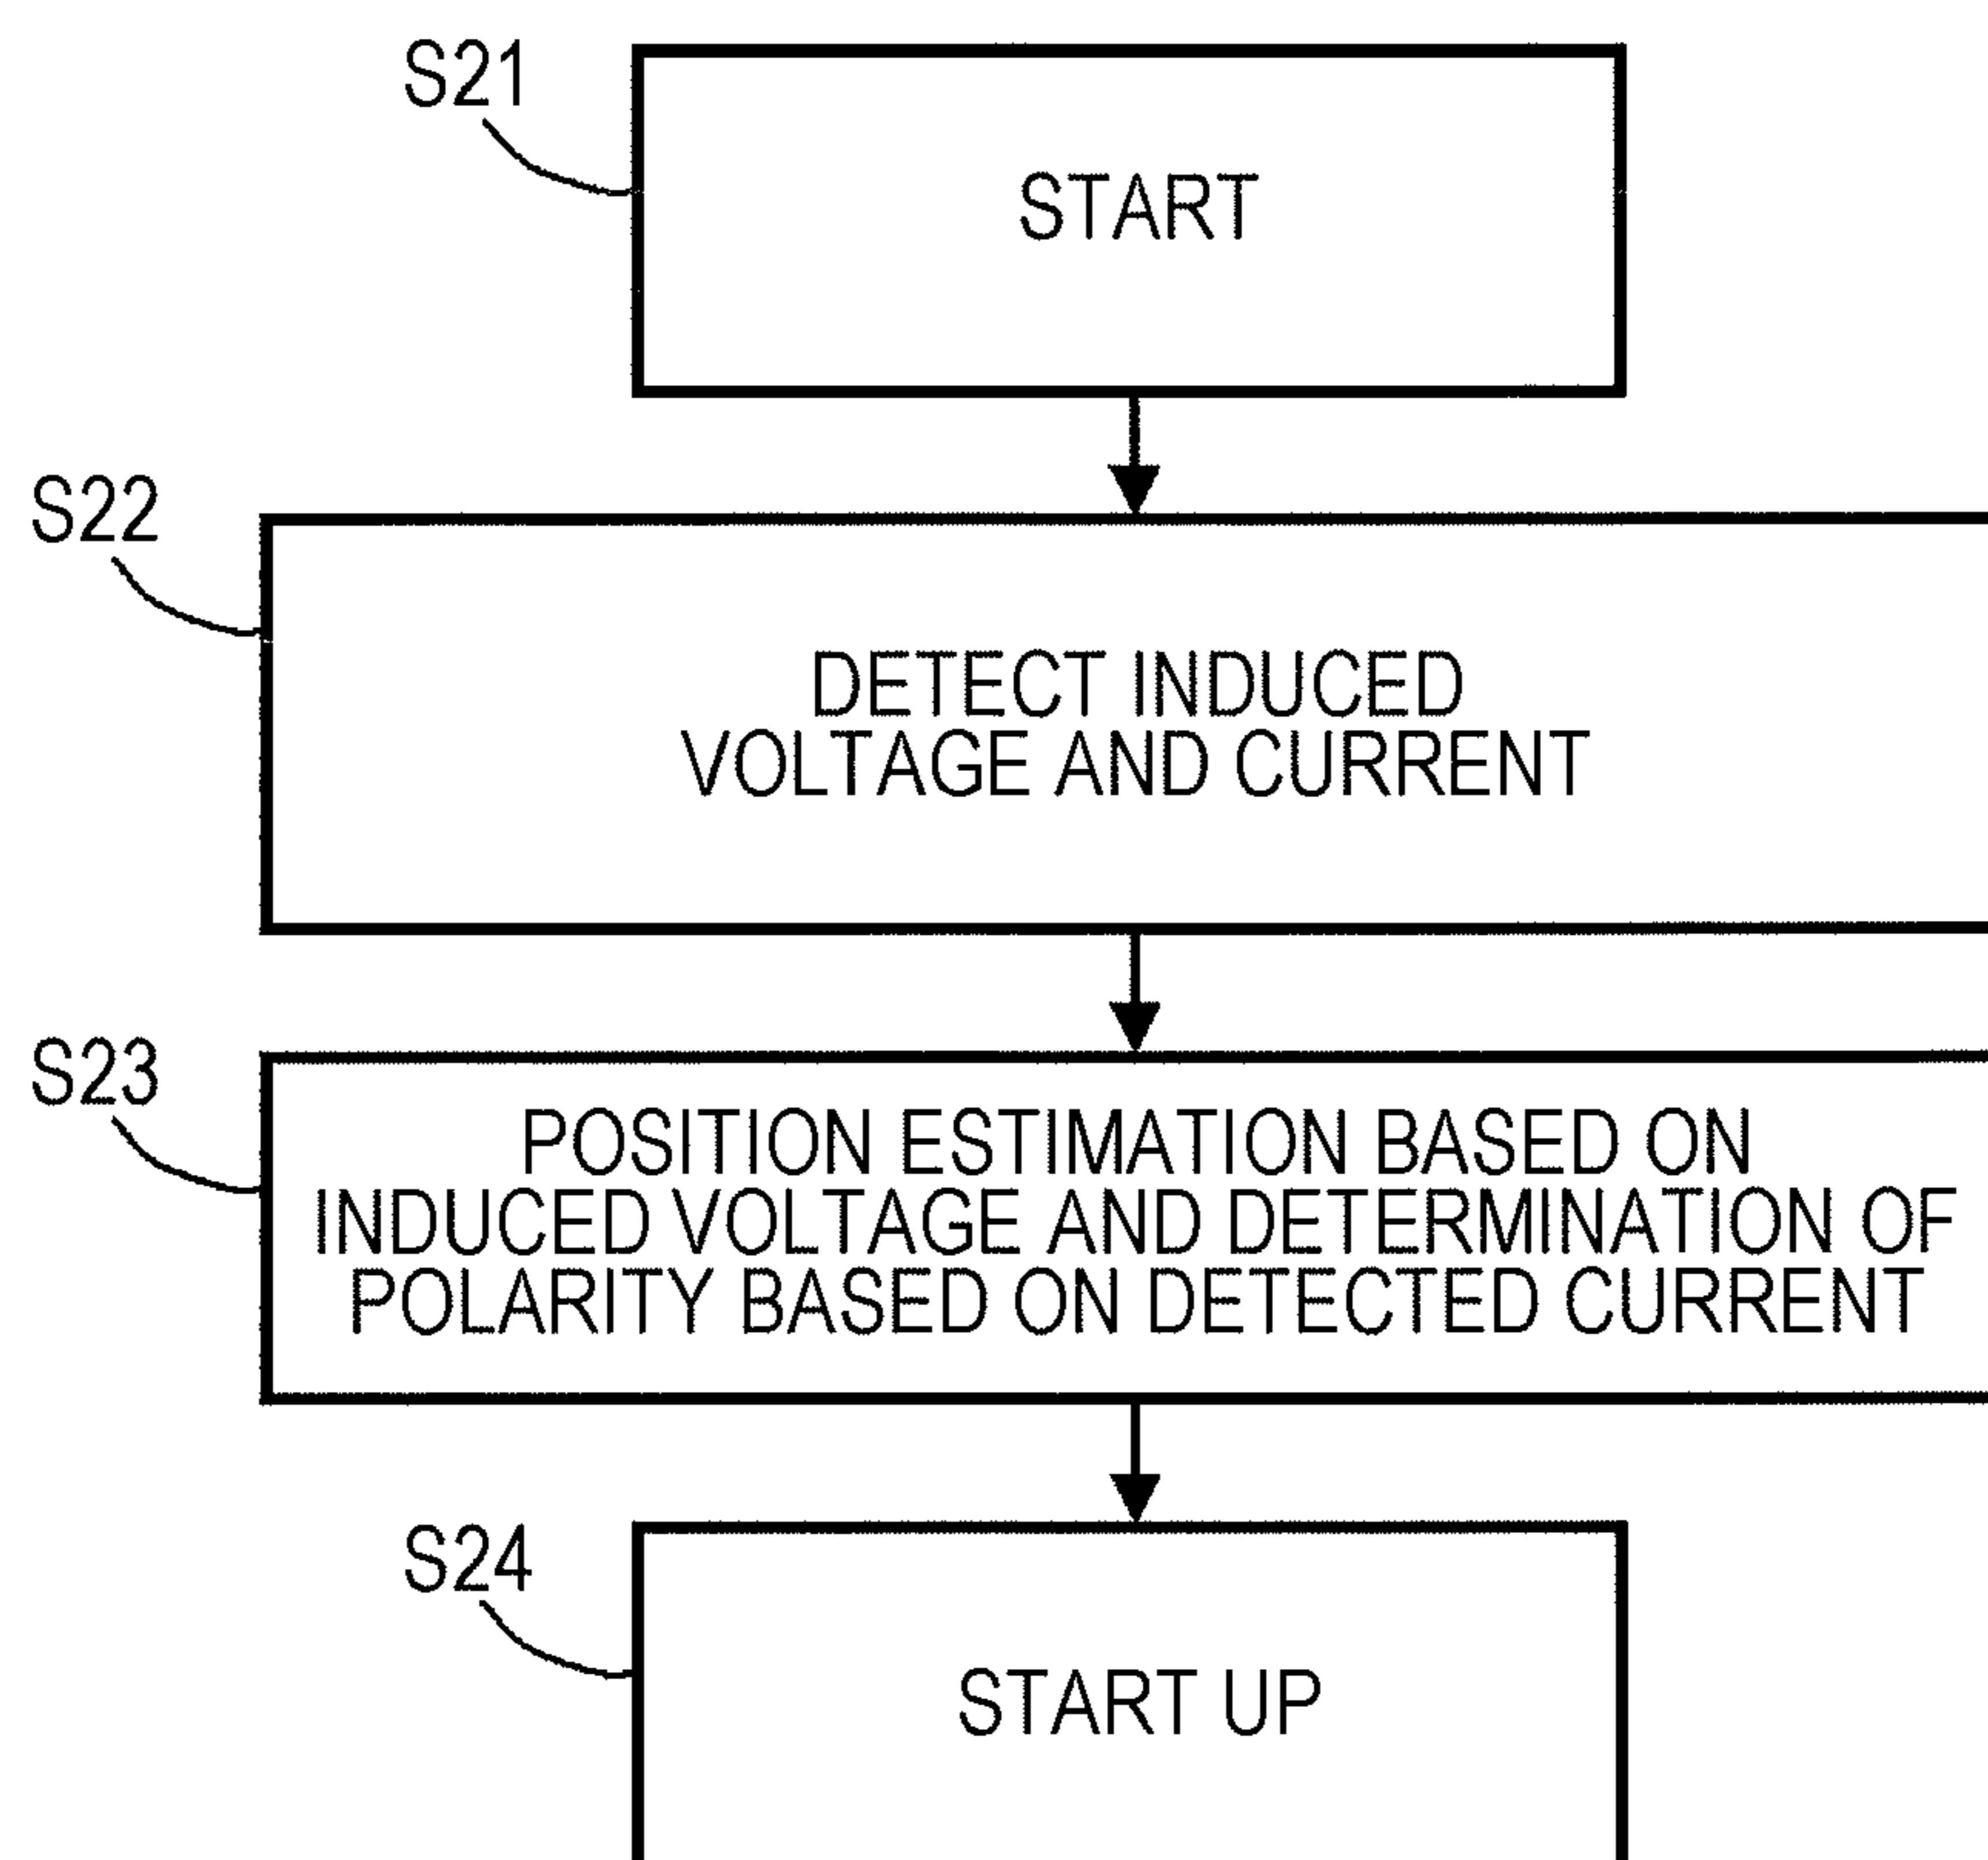 S21
START
S22
DETECT INDUCED
VOLTAGE AND CURRENT
S23
POSITION ESTIMATION BASED ON
INDUCED VOLTAGE AND DETERMINATION OF
POLARITY BASED ON DETECTED CURRENT
S24
START UP